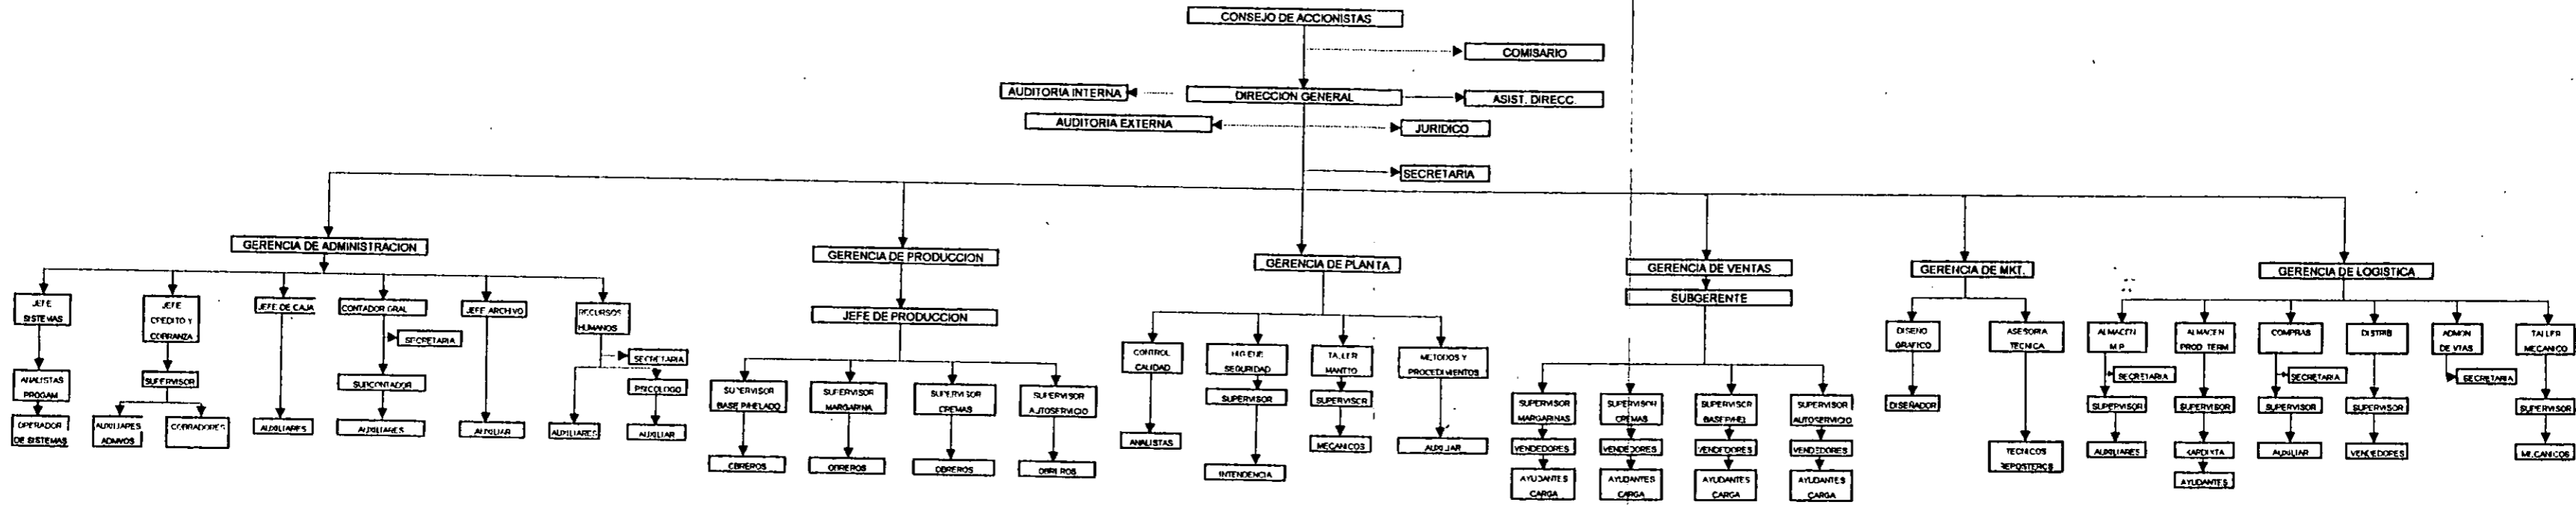 CONSEJO DE ACCIONISTAS
COMISARIO
AUDITORIA INTERNA
DIRECCION GENERAL
ASIST. DIRECC.
AUDITORIA EXTERNA
JURIDICO
SECRETARIA
GERENCIA DE ADMINISTRACION
GERENCIA DE PRODUCCION
GERENCIA DE PLANTA
GERENCIA DE VENTAS
GERENCIA DE MKT.
GERENCIA DE LOGISTICA
JEFE
SISTEMAS
ANALISTAS
PROGAM
OPERADOR
DE SISTEMAS
JEFE
CREDITO Y
COBRANZA
SUPERVISOR
AUXILIARES
ADMVOS
COBRADORES
JEFE DE CAJA
AUXILIARES
CONTADOR GRAL
SECRETARIA
SUBCONTADOR
AUXILIARES
JEFE ARCHIVO
AUXILIAR
RECURSOS
HUMANOS
SECRETARIA
PSICOLOGO
AUXILIARES
AUXILIAR
JEFE DE PRODUCCION
SUPERVISOR
BASE P/HELADO
OBREROS
SUPERVISOR
MARGARINA
OBREROS
SUPERVISOR
CREMAS
OBREROS
SUPERVISOR
AUTOSERVICIO
OBREROS
CONTROL
CALIDAD
ANALISTAS
HIGIENE
SEGURIDAD
SUPERVISOR
INTENDENCIA
TALLER
MANTTO
SUPERVISOR
MECANICOS
METODOS Y
PROCEDIMIENTOS
AUXILIAR
SUBGERENTE
SUPERVISOR
MARGARINAS
VENDEDORES
AYUDANTES
CARGA
SUPERVISOR
CREMAS
VENDEDORES
AYUDANTES
CARGA
SUPERVISOR
BASE P/HEL
VENDEDORES
AYUDANTES
CARGA
SUPERVISOR
AUTOSERVICIO
VENDEDORES
AYUDANTES
CARGA
DISEÑO
GRAFICO
DISEÑADOR
ASESORIA
TECNICA
TECNICOS
REPOSTEROS
ALMACEN
M.P.
SECRETARIA
SUPERVISOR
AUXILIARES
ALMACEN
PROD. TERM
SUPERVISOR
KARDIXTA
AYUDANTES
COMPRAS
SECRETARIA
SUPERVISOR
AUXILIAR
DISTRIB
SUPERVISOR
VENDEDORES
ADMON
DE VTAS
SECRETARIA
TALLER
MECANICO
SUPERVISOR
MECANICOS